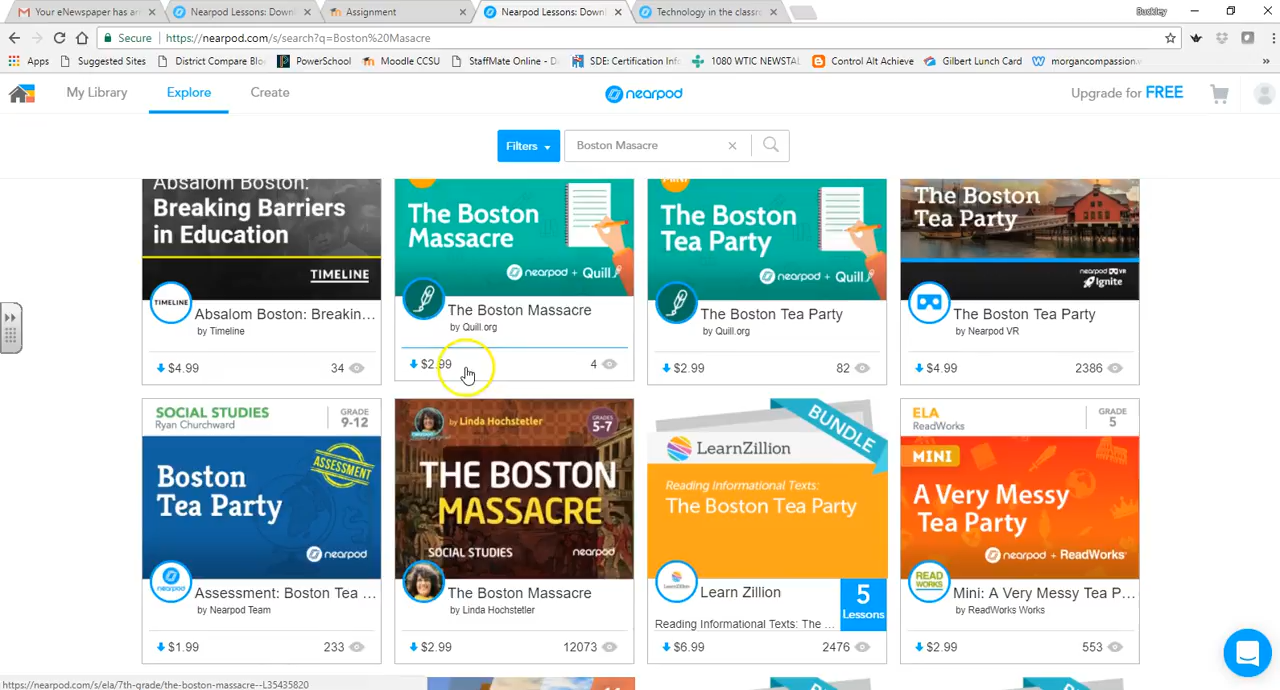 Your eNewspaper has ar
Nearpod Lessons: Downl
Assignment
Nearpod Lessons: Downl
Technology in the classr
Buckley
Secure
https://nearpod.com/s/search?q=Boston%20Masacre
Apps
Suggested Sites
District Compare Blo
PowerSchool
Moodle CCSU
StaffMate Online - D
SDE: Certification Info
1080 WTIC NEWSTAL
Control Alt Achieve
Gilbert Lunch Card
morgancompassion.w
My Library
Explore
Create
nearpod
Upgrade for FREE
Filters
Boston Masacre
Absalom Boston:
Breaking Barriers
in Education
TIMELINE
TIMELINE
Absalom Boston: Breakin...
by Timeline
$4.99
34
The Boston
Massacre
nearpod + Quill
The Boston Massacre
by Quill.org
$2.99
4
MINI
The Boston
Tea Party
nearpod + Quill
The Boston Tea Party
by Quill.org
$2.99
82
The Boston
Tea Party
nearpod VR
Ignite
The Boston Tea Party
by Nearpod VR
$4.99
2386
SOCIAL STUDIES
Ryan Churchward
GRADE
9-12
Boston
Tea Party
ASSESSMENT
nearpod
nearpod
Assessment: Boston Tea ...
by Nearpod Team
$1.99
233
by Linda Hochstetler
GRADES
5-7
THE BOSTON
MASSACRE
SOCIAL STUDIES
nearpod
The Boston Massacre
by Linda Hochstetler
$2.99
12073
BUNDLE
LearnZillion
Reading Informational Texts:
The Boston Tea Party
Learn Zillion
5
Lessons
Reading Informational Texts: The ...
$6.99
2476
ELA
ReadWorks
GRADE
5
MINI
A Very Messy
Tea Party
nearpod + ReadWorks
READ
WORKS
Mini: A Very Messy Tea P...
by ReadWorks Works
$2.99
553
https://nearpod.com/s/ela/7th-grade/the-boston-massacre--L35435820